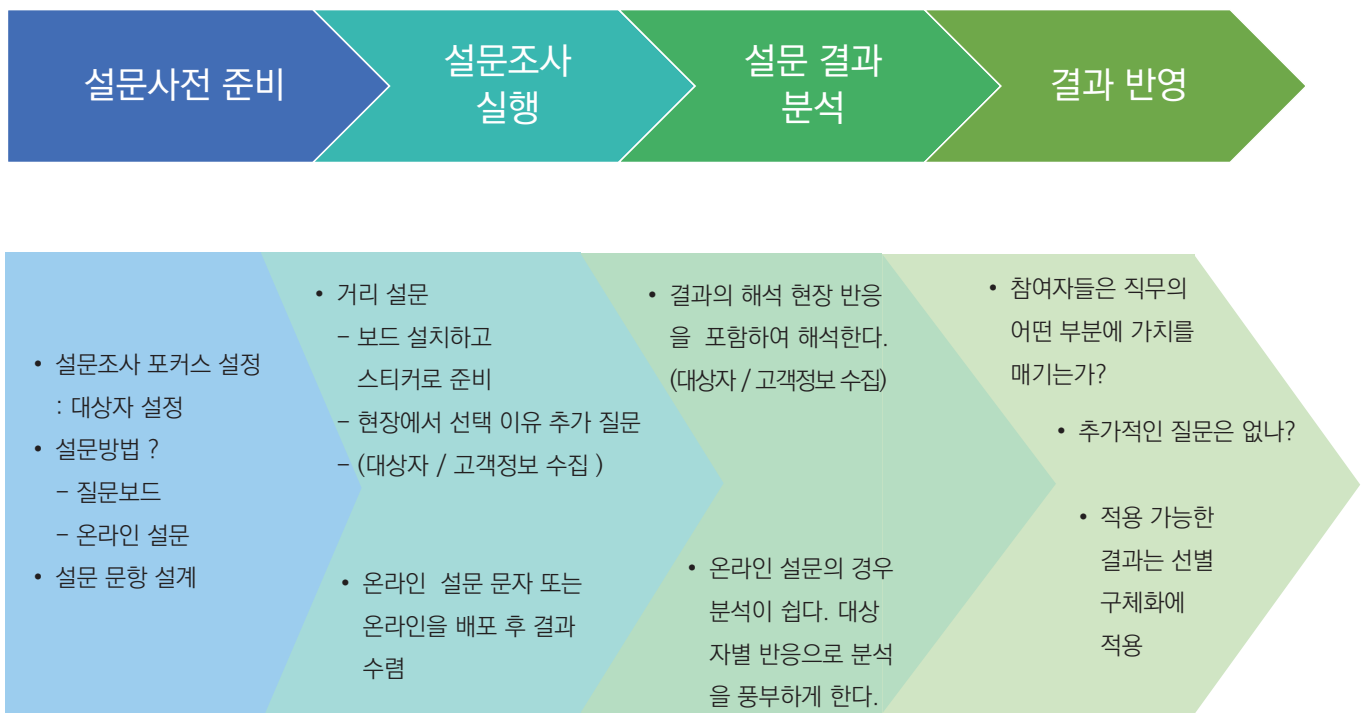 설문사전 준비
설문조사
실행
설문 결과
분석
결과 반영
• 설문조사 포커스 설정
: 대상자 설정
• 설문방법 ?
– 질문보드
– 온라인 설문
• 설문 문항 설계
• 거리 설문
– 보드 설치하고
스티커로 준비
– 현장에서 선택 이유 추가 질문
– (대상자 / 고객정보 수집 )
• 온라인 설문 문자 또는
온라인을 배포 후 결과
수렴
• 결과의 해석 현장 반응
을 포함하여 해석한다.
(대상자 / 고객정보 수집)
• 온라인 설문의 경우
분석이 쉽다. 대상
자별 반응으로 분석
을 풍부하게 한다.
• 참여자들은 직무의
어떤 부분에 가치를
매기는가?
• 추가적인 질문은 없나?
• 적용 가능한
결과는 선별
구체화에
적용